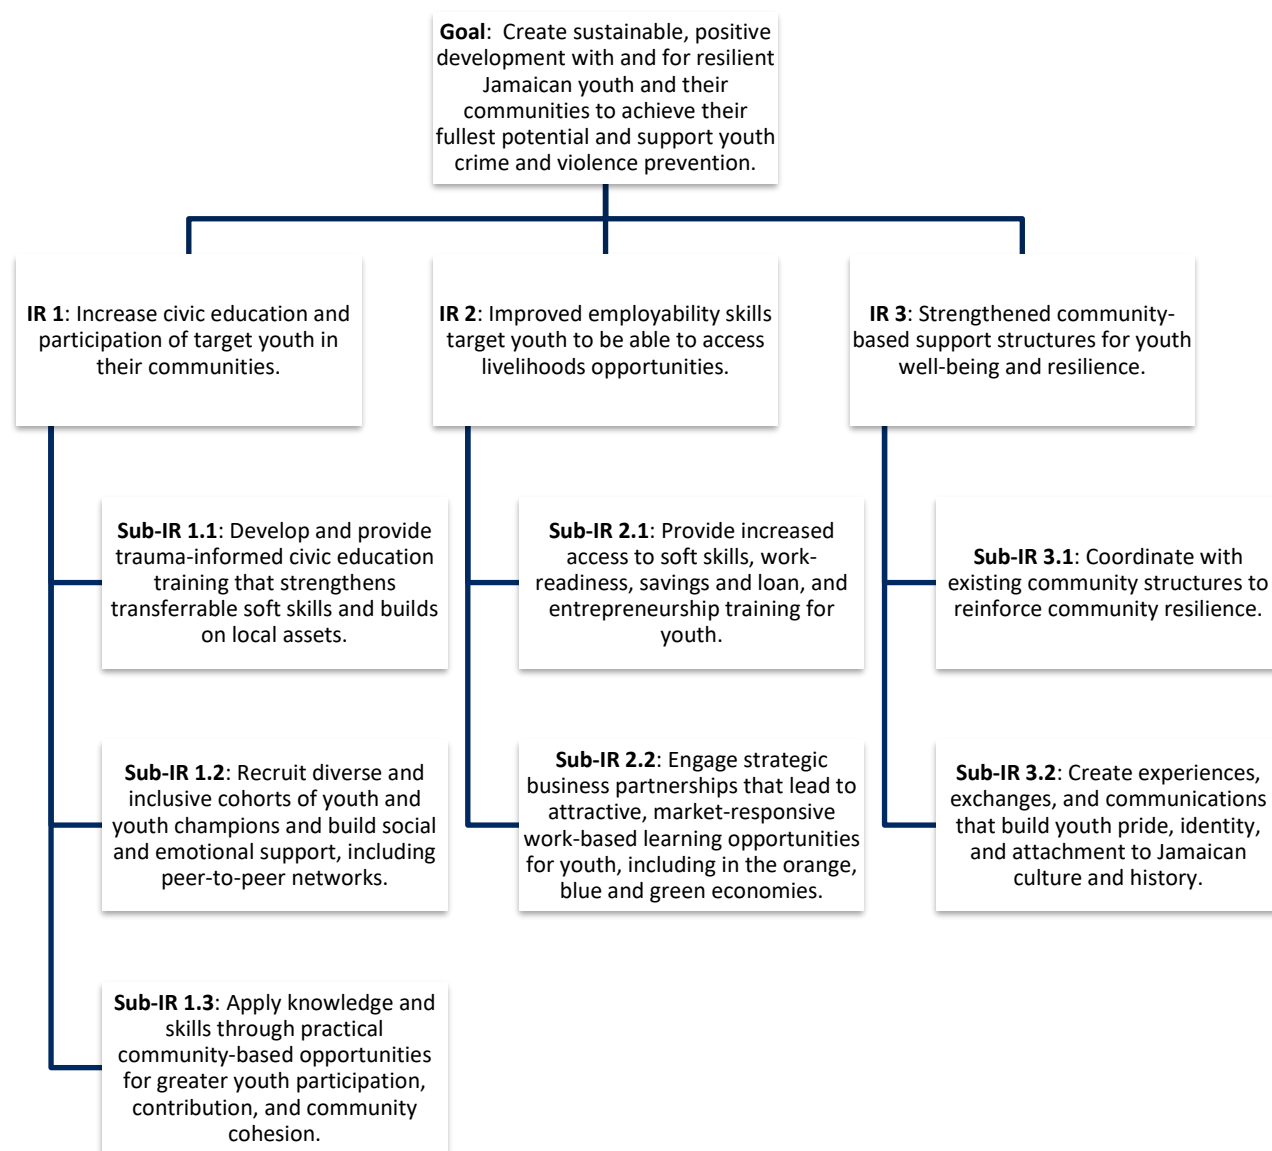 Goal: Create sustainable, positive
development with and for resilient
Jamaican youth and their
communities to achieve their
fullest potential and support youth
crime and violence prevention.
IR 1: Increase civic education and
participation of target youth in
their communities.
IR 2: Improved employability skills
target youth to be able to access
livelihoods opportunities.
IR 3: Strengthened community-
based support structures for youth
well-being and resilience.
Sub-IR 1.1: Develop and provide
trauma-informed civic education
training that strengthens
transferrable soft skills and builds
on local assets.
Sub-IR 2.1: Provide increased
access to soft skills, work-
readiness, savings and loan, and
entrepreneurship training for
youth.
Sub-IR 3.1: Coordinate with
existing community structures to
reinforce community resilience.
Sub-IR 1.2: Recruit diverse and
inclusive cohorts of youth and
youth champions and build social
and emotional support, including
peer-to-peer networks.
Sub-IR 2.2: Engage strategic
business partnerships that lead to
attractive, market-responsive
work-based learning opportunities
for youth, including in the orange,
blue and green economies.
Sub-IR 3.2: Create experiences,
exchanges, and communications
that build youth pride, identity,
and attachment to Jamaican
culture and history.
Sub-IR 1.3: Apply knowledge and
skills through practical
community-based opportunities
for greater youth participation,
contribution, and community
cohesion.